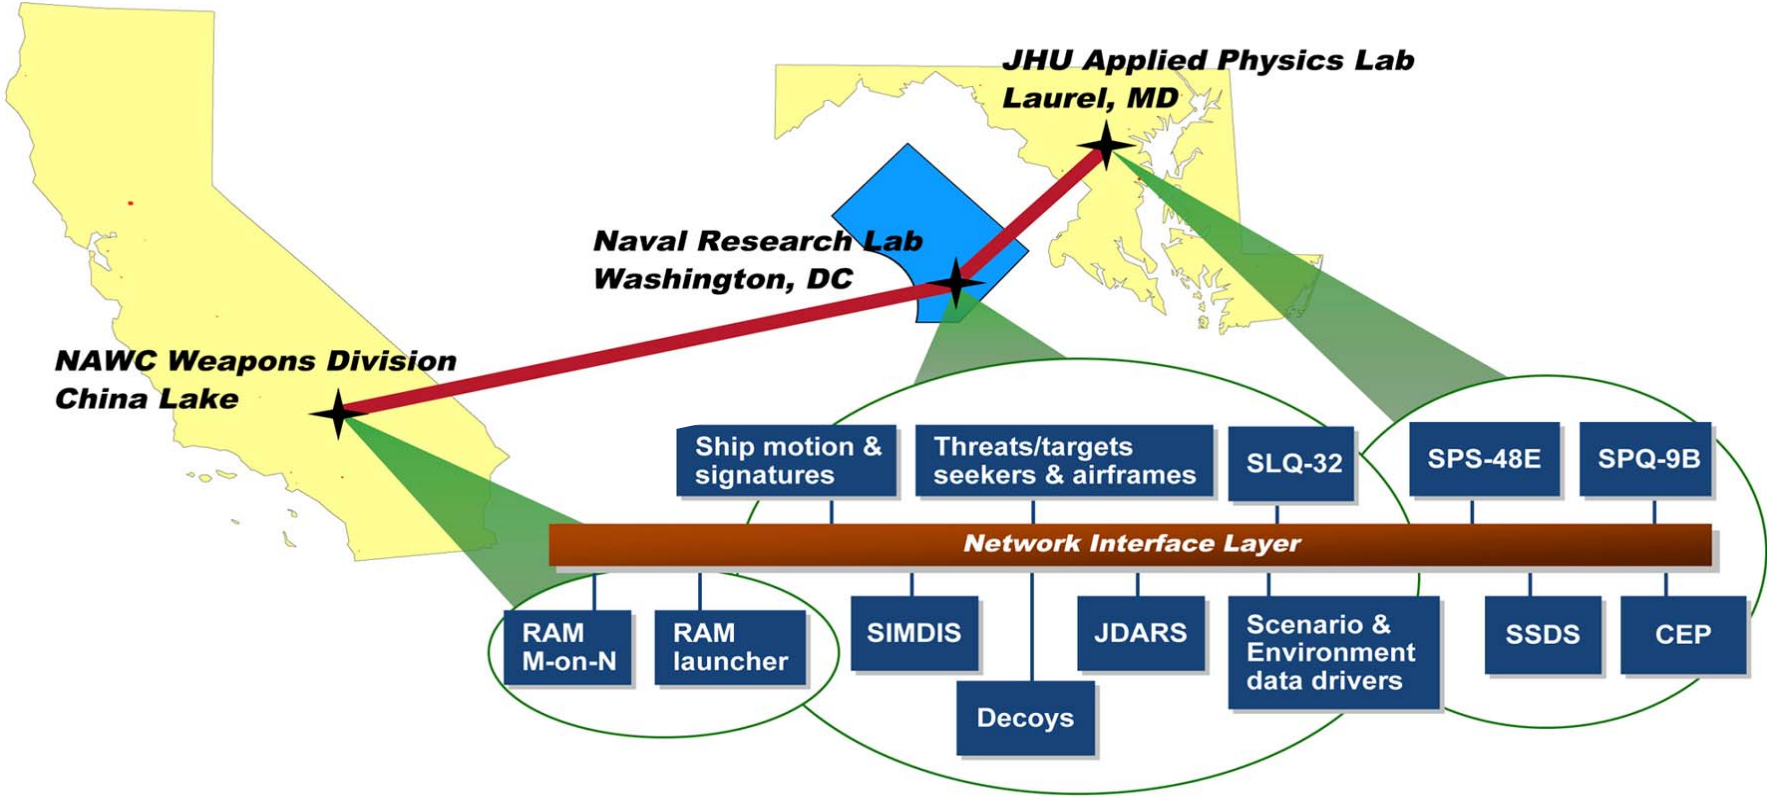 JHU Applied Physics Lab
Laurel, MD
Naval Research Lab
Washington, DC
NAWC Weapons Division
China Lake
Ship motion &
signatures
Threats/targets
seekers & airframes
SLQ-32
SPS-48E
SPQ-9B
Network Interface Layer
RAM
M-on-N
RAM
launcher
SIMDIS
Decoys
JDARS
Scenario &
Environment
data drivers
SSDS
CEP